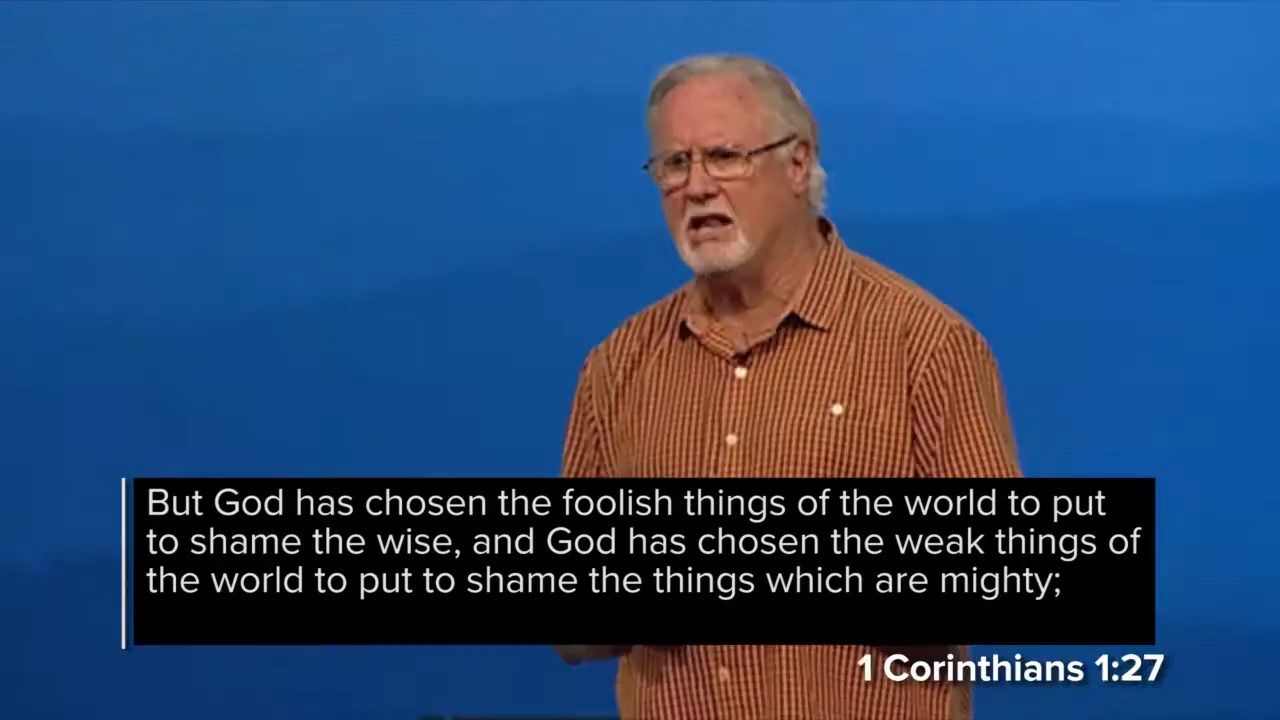 But God has chosen the foolish things of the world to put
to shame the wise, and God has chosen the weak things of
the world to put to shame the things which are mighty;
1 Corinthians 1:27